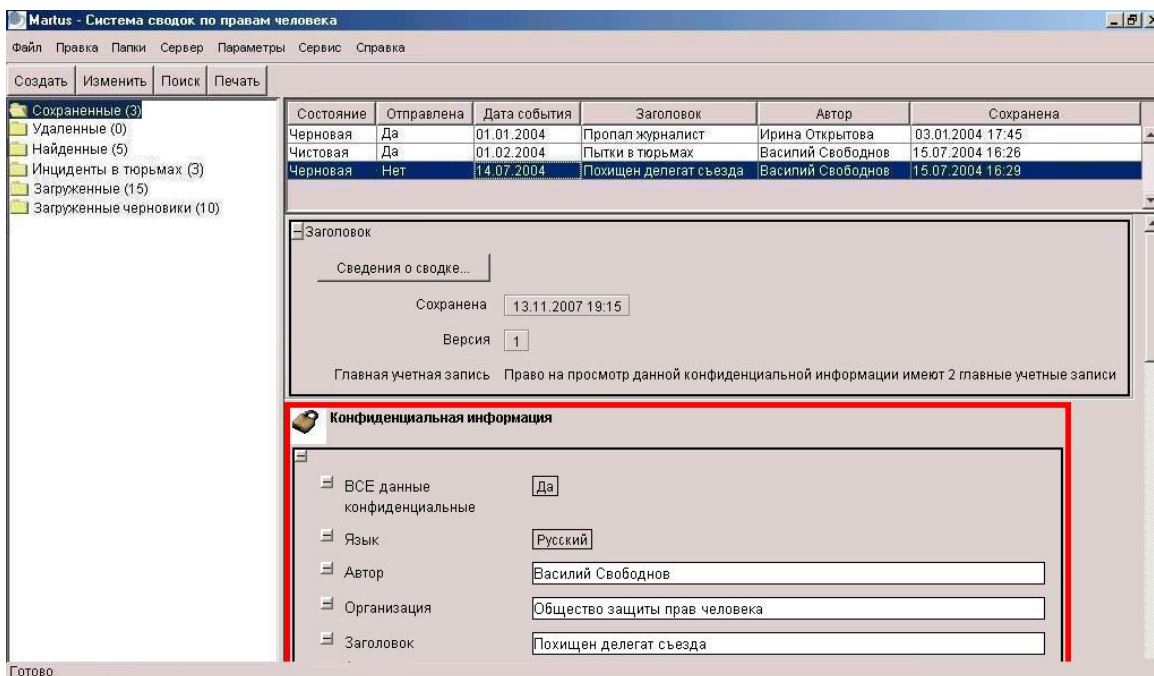 Martus - Система сводок по правам человека
Файл Правка Папки Сервер Параметры Сервис Справка
Создать Изменить Поиск Печать
Сохраненные (3)
Удаленные (0)
Найденные (5)
Инциденты в тюрьмах (3)
Загруженные (15)
Загруженные черновики (10)
Состояние Отправлена Дата события Заголовок Автор Сохранена
Черновая Да 01.01.2004 Пропал журналист Ирина Открытова 03.01.2004 17:45
Чистовая Да 01.02.2004 Пытки в тюрьмах Василий Свободнов 15.07.2004 16:26
Черновая Нет 14.07.2004 Похищен делегат съезда Василий Свободнов 15.07.2004 16:29
Заголовок
Сведения о сводке...
Сохранена 13.11.2007 19:15
Версия 1
Главная учетная запись Право на просмотр данной конфиденциальной информации имеют 2 главные учетные записи
Конфиденциальная информация
ВСЕ данные конфиденциальные Да
Язык Русский
Автор Василий Свободнов
Организация Общество защиты прав человека
Заголовок Похищен делегат съезда
Готово